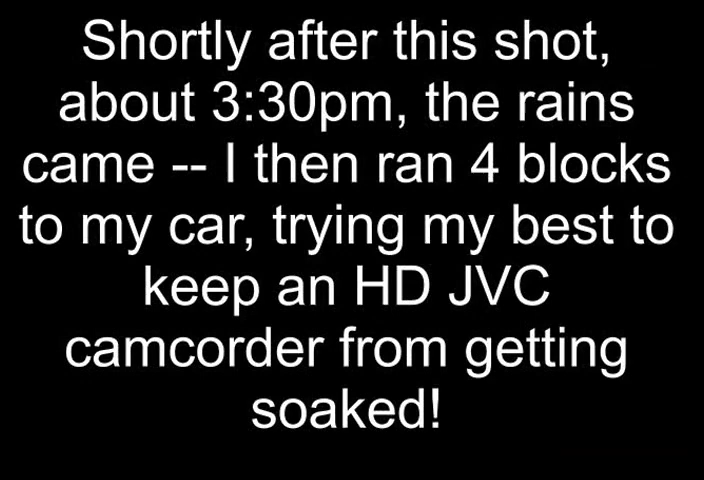 Shortly after this shot,
about 3:30pm, the rains
came -- I then ran 4 blocks
to my car, trying my best to
keep an HD JVC
camcorder from getting
soaked!